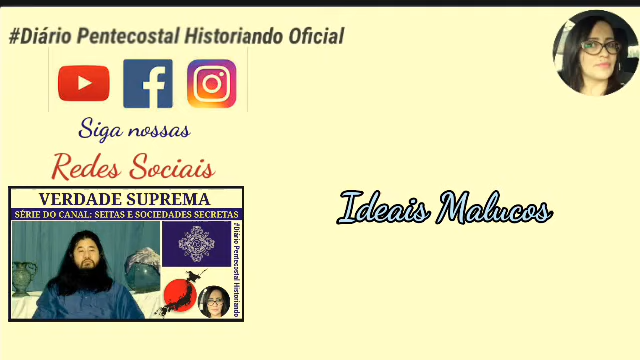 #Diário Pentecostal Historiando Oficial
Siga nossas
Redes Sociais
VERDADE SUPREMA
SÉRIE DO CANAL: SEITAS E SOCIEDADES SECRETAS
#Diário Pentecostal Historiando
Ideais Malucos